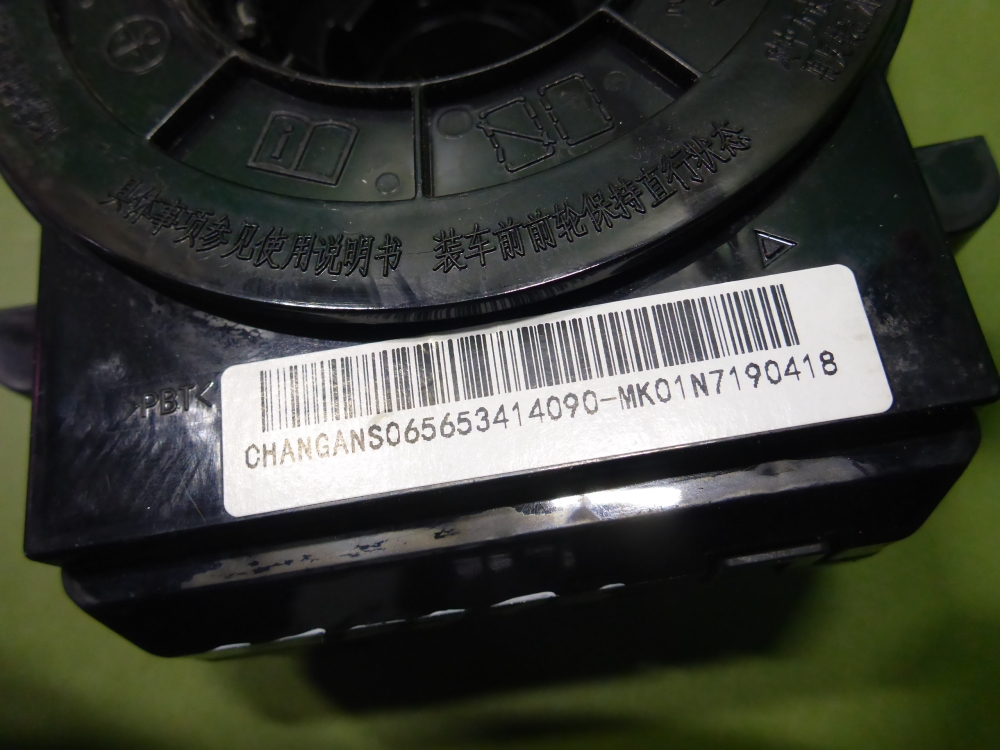 具体事项参见使用说明书
装车前前轮保持直行状态
>PBT<
CHANGANS065653414090-MK01N7190418